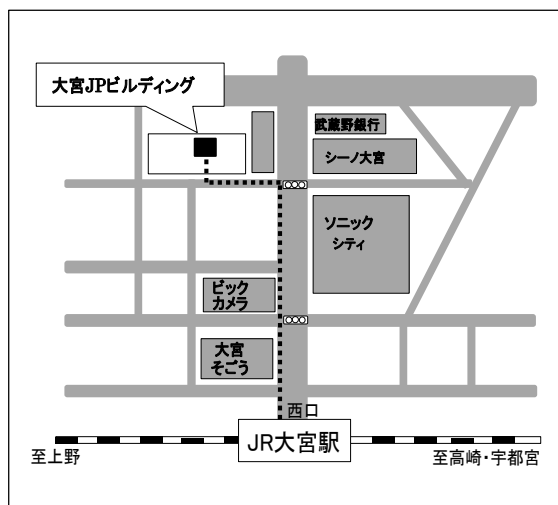 大宮JPビルディング
武蔵野銀行
シーノ大宮
ソニック
シティ
ビック
カメラ
大宮
そごう
西口
JR大宮駅
至上野
至高崎・宇都宮